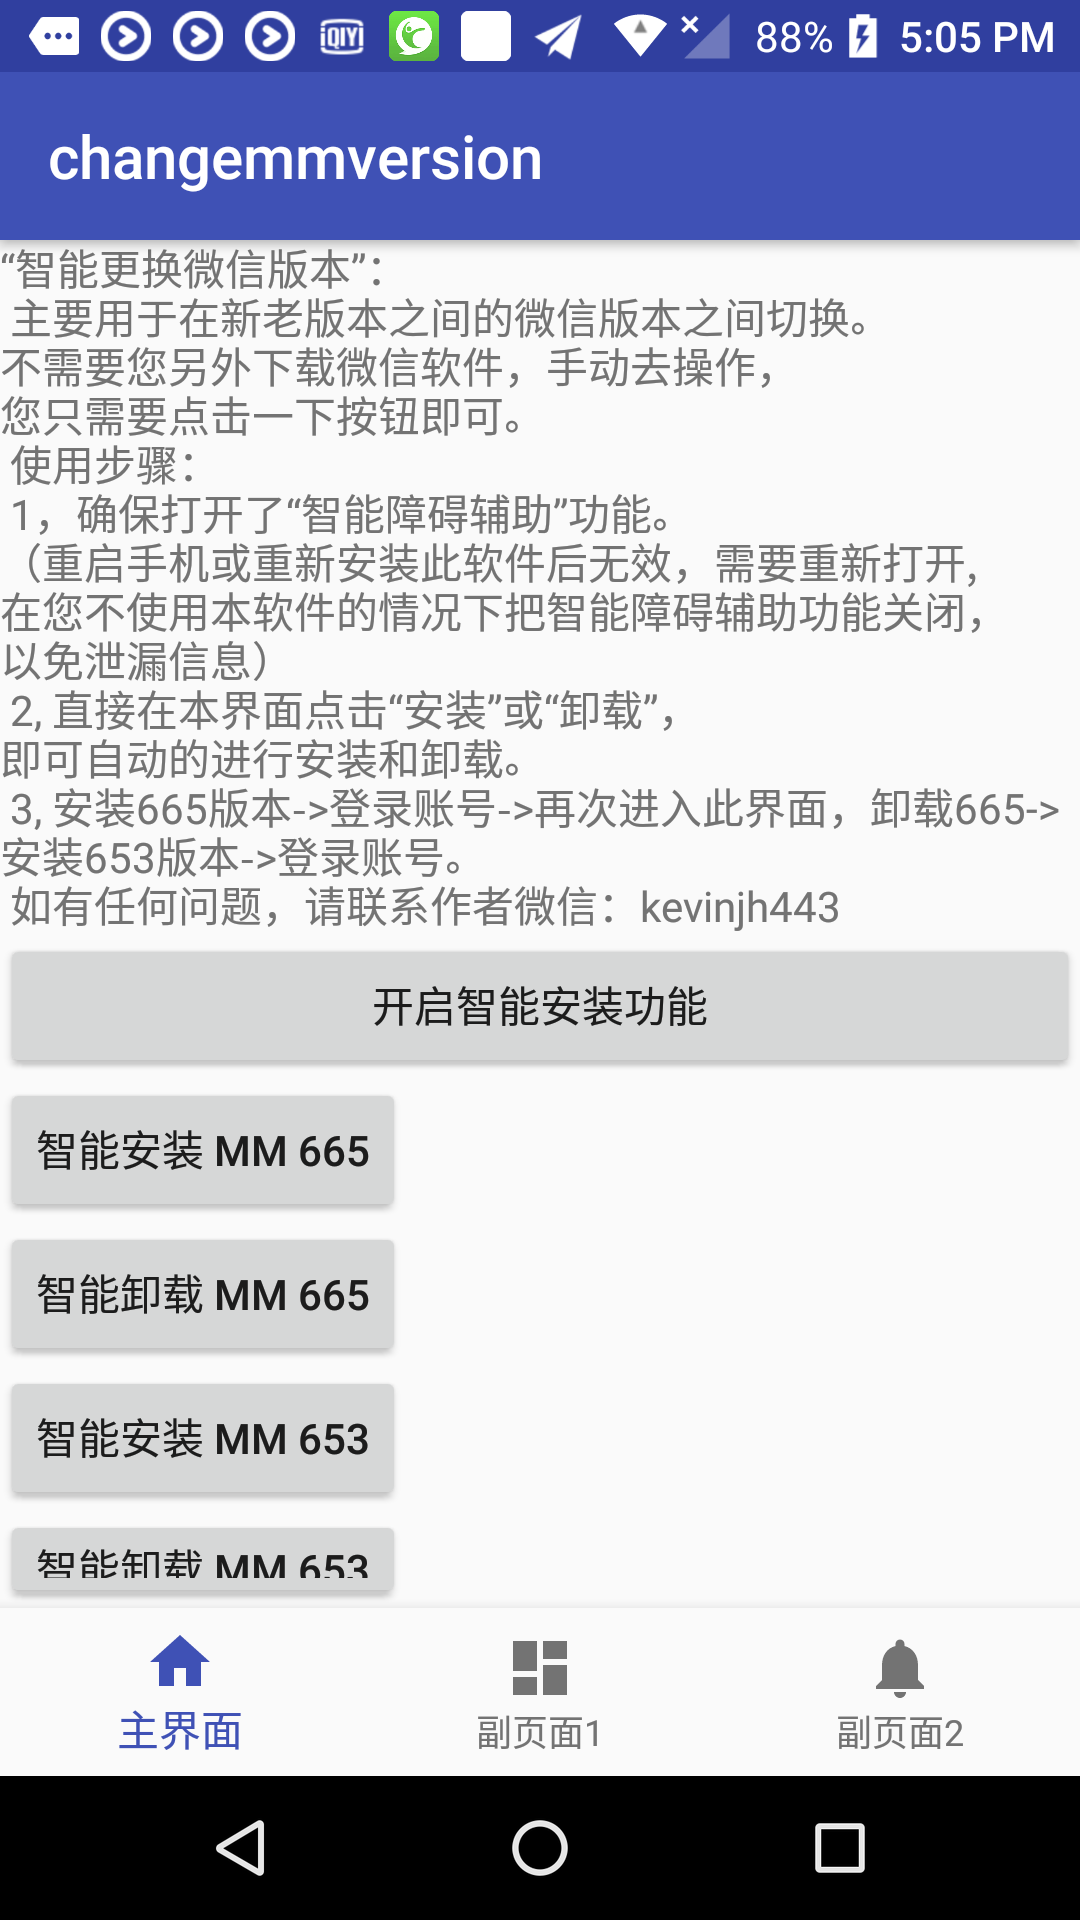 iQIYI
88%
5:05 PM
changemmversion
“智能更换微信版本”：
主要用于在新老版本之间的微信版本之间切换。
不需要您另外下载微信软件，手动去操作，
您只需要点击一下按钮即可。
使用步骤：
1，确保打开了“智能障碍辅助”功能。
（重启手机或重新安装此软件后无效，需要重新打开,
在您不使用本软件的情况下把智能障碍辅助功能关闭，
以免泄漏信息）
2, 直接在本界面点击“安装”或“卸载”，
即可自动的进行安装和卸载。
3, 安装665版本->登录账号->再次进入此界面，卸载665->
安装653版本->登录账号。
如有任何问题，请联系作者微信：kevinjh443
开启智能安装功能
智能安装 MM 665
智能卸载 MM 665
智能安装 MM 653
智能卸载 MM 653
主界面
副页面1
副页面2